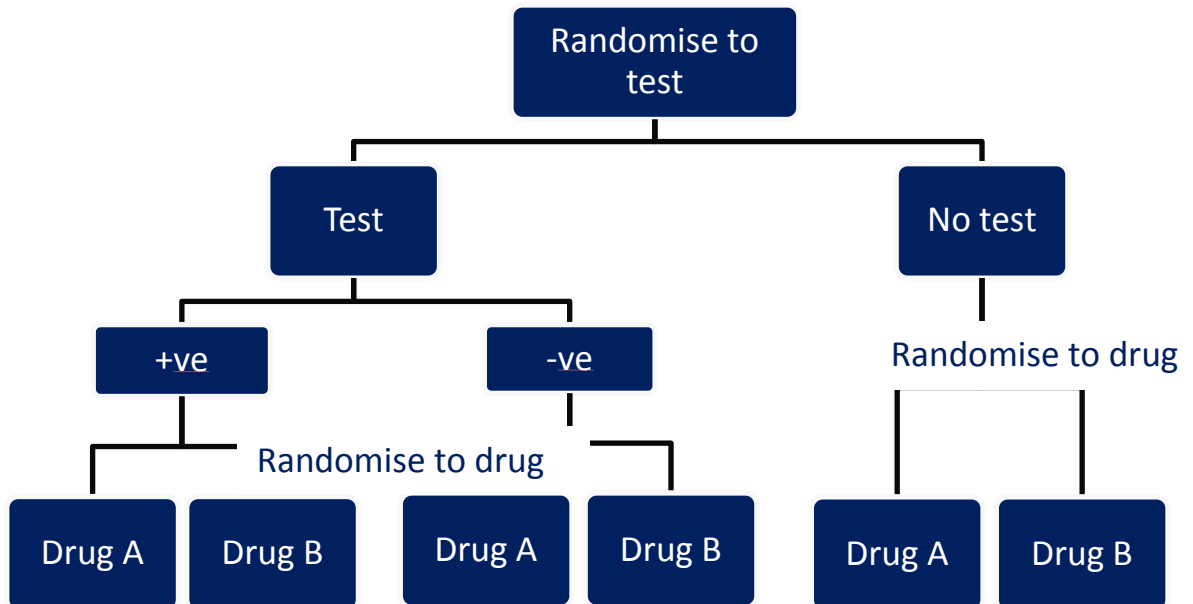 Randomise to
test
Test
No test
+ve
-ve
Randomise to drug
Randomise to drug
Drug A
Drug B
Drug A
Drug B
Drug A
Drug B